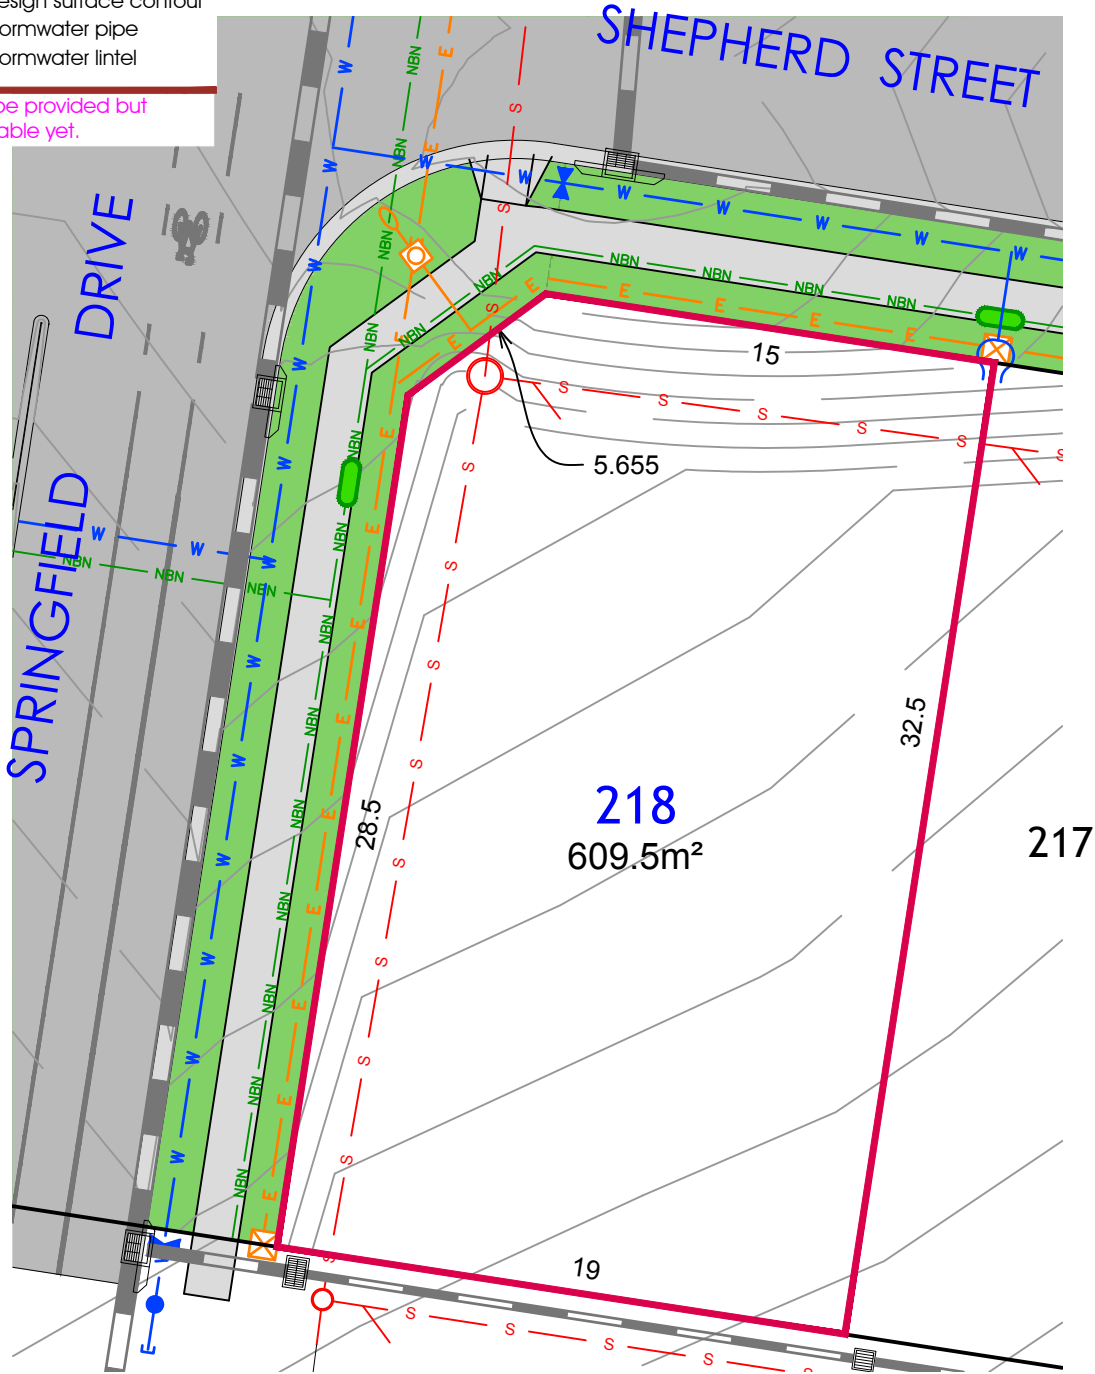 ormwater pipe
ormwater lintel
be provided but
able yet.
SHEPHERD STREET
SPRINGFIELD DRIVE
15
5.655
32.5
28.5
218
609.5m²
217
19
W
NBN
E
S